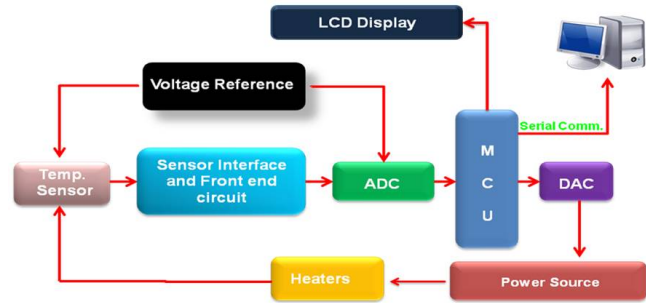 LCD Display
Voltage Reference
Serial Comm.
Temp.
Sensor
Sensor Interface
and Front end
circuit
ADC
M
C
U
DAC
Heaters
Power Source